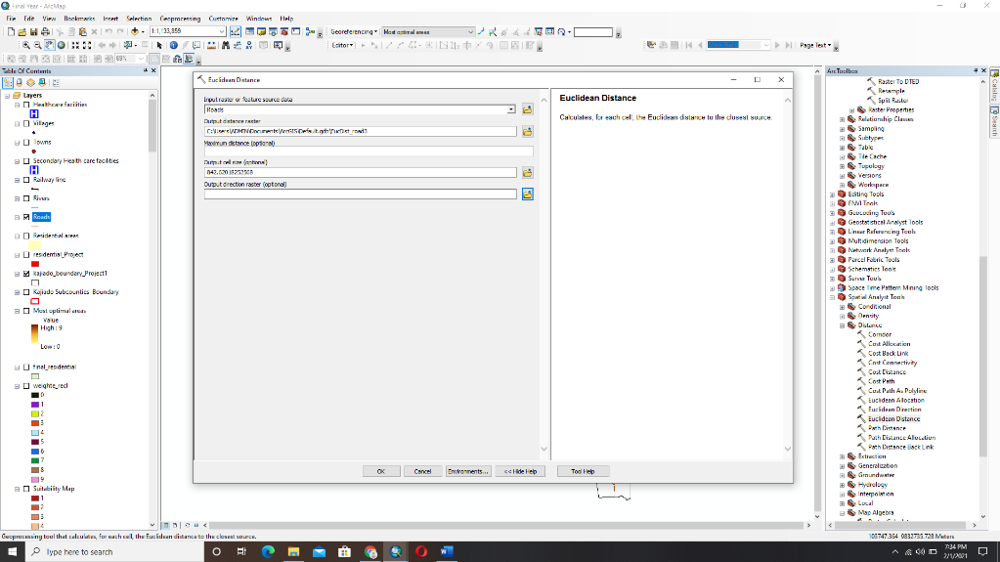 Final Year - ArcMap
File Edit View Bookmarks Insert Selection Geoprocessing Customize Windows Help
1:1,133,859
Georeferencing Most optimal areas
Editor
Page Text
Table Of Contents
Layers
Healthcare facilities
Villages
Towns
Secondary Health care facilities
Railway line
Rivers
Roads
Residential areas
residential_Project
kajiado_boundary_Project1
Kajiado Subcounties Boundary
Most optimal areas
Value
High : 9
Low : 0
final_residential
weighte_recl
0
1
2
3
4
5
6
7
8
9
Suitability Map
1
2
3
4
Euclidean Distance
Input raster or feature source data
Roads
Output distance raster
C:\Users\ADMIN\Documents\ArcGIS\Default.gdb\EucDist_road3
Maximum distance (optional)
Output cell size (optional)
842.62018252568
Output direction raster (optional)
OK Cancel Environments... << Hide Help Tool Help
Euclidean Distance
Calculates, for each cell, the Euclidean distance to the closest source.
ArcToolbox
Raster To DTED
Resample
Split Raster
Raster Properties
Relationship Classes
Sampling
Subtypes
Table
Tile Cache
Topology
Versions
Workspace
Editing Tools
ENVI Tools
Geocoding Tools
Geostatistical Analyst Tools
Linear Referencing Tools
Multidimension Tools
Network Analyst Tools
Parcel Fabric Tools
Schematics Tools
Server Tools
Space Time Pattern Mining Tools
Spatial Analyst Tools
Conditional
Density
Distance
Corridor
Cost Allocation
Cost Back Link
Cost Connectivity
Cost Distance
Cost Path
Cost Path As Polyline
Euclidean Allocation
Euclidean Direction
Euclidean Distance
Path Distance
Path Distance Allocation
Path Distance Back Link
Extraction
Generalization
Groundwater
Hydrology
Interpolation
Local
Map Algebra
Catalog
Search
Geoprocessing tool that calculates, for each cell, the Euclidean distance to the closest source.
103747.364 9832735.728 Meters
Type here to search
7:34 PM
2/1/2021